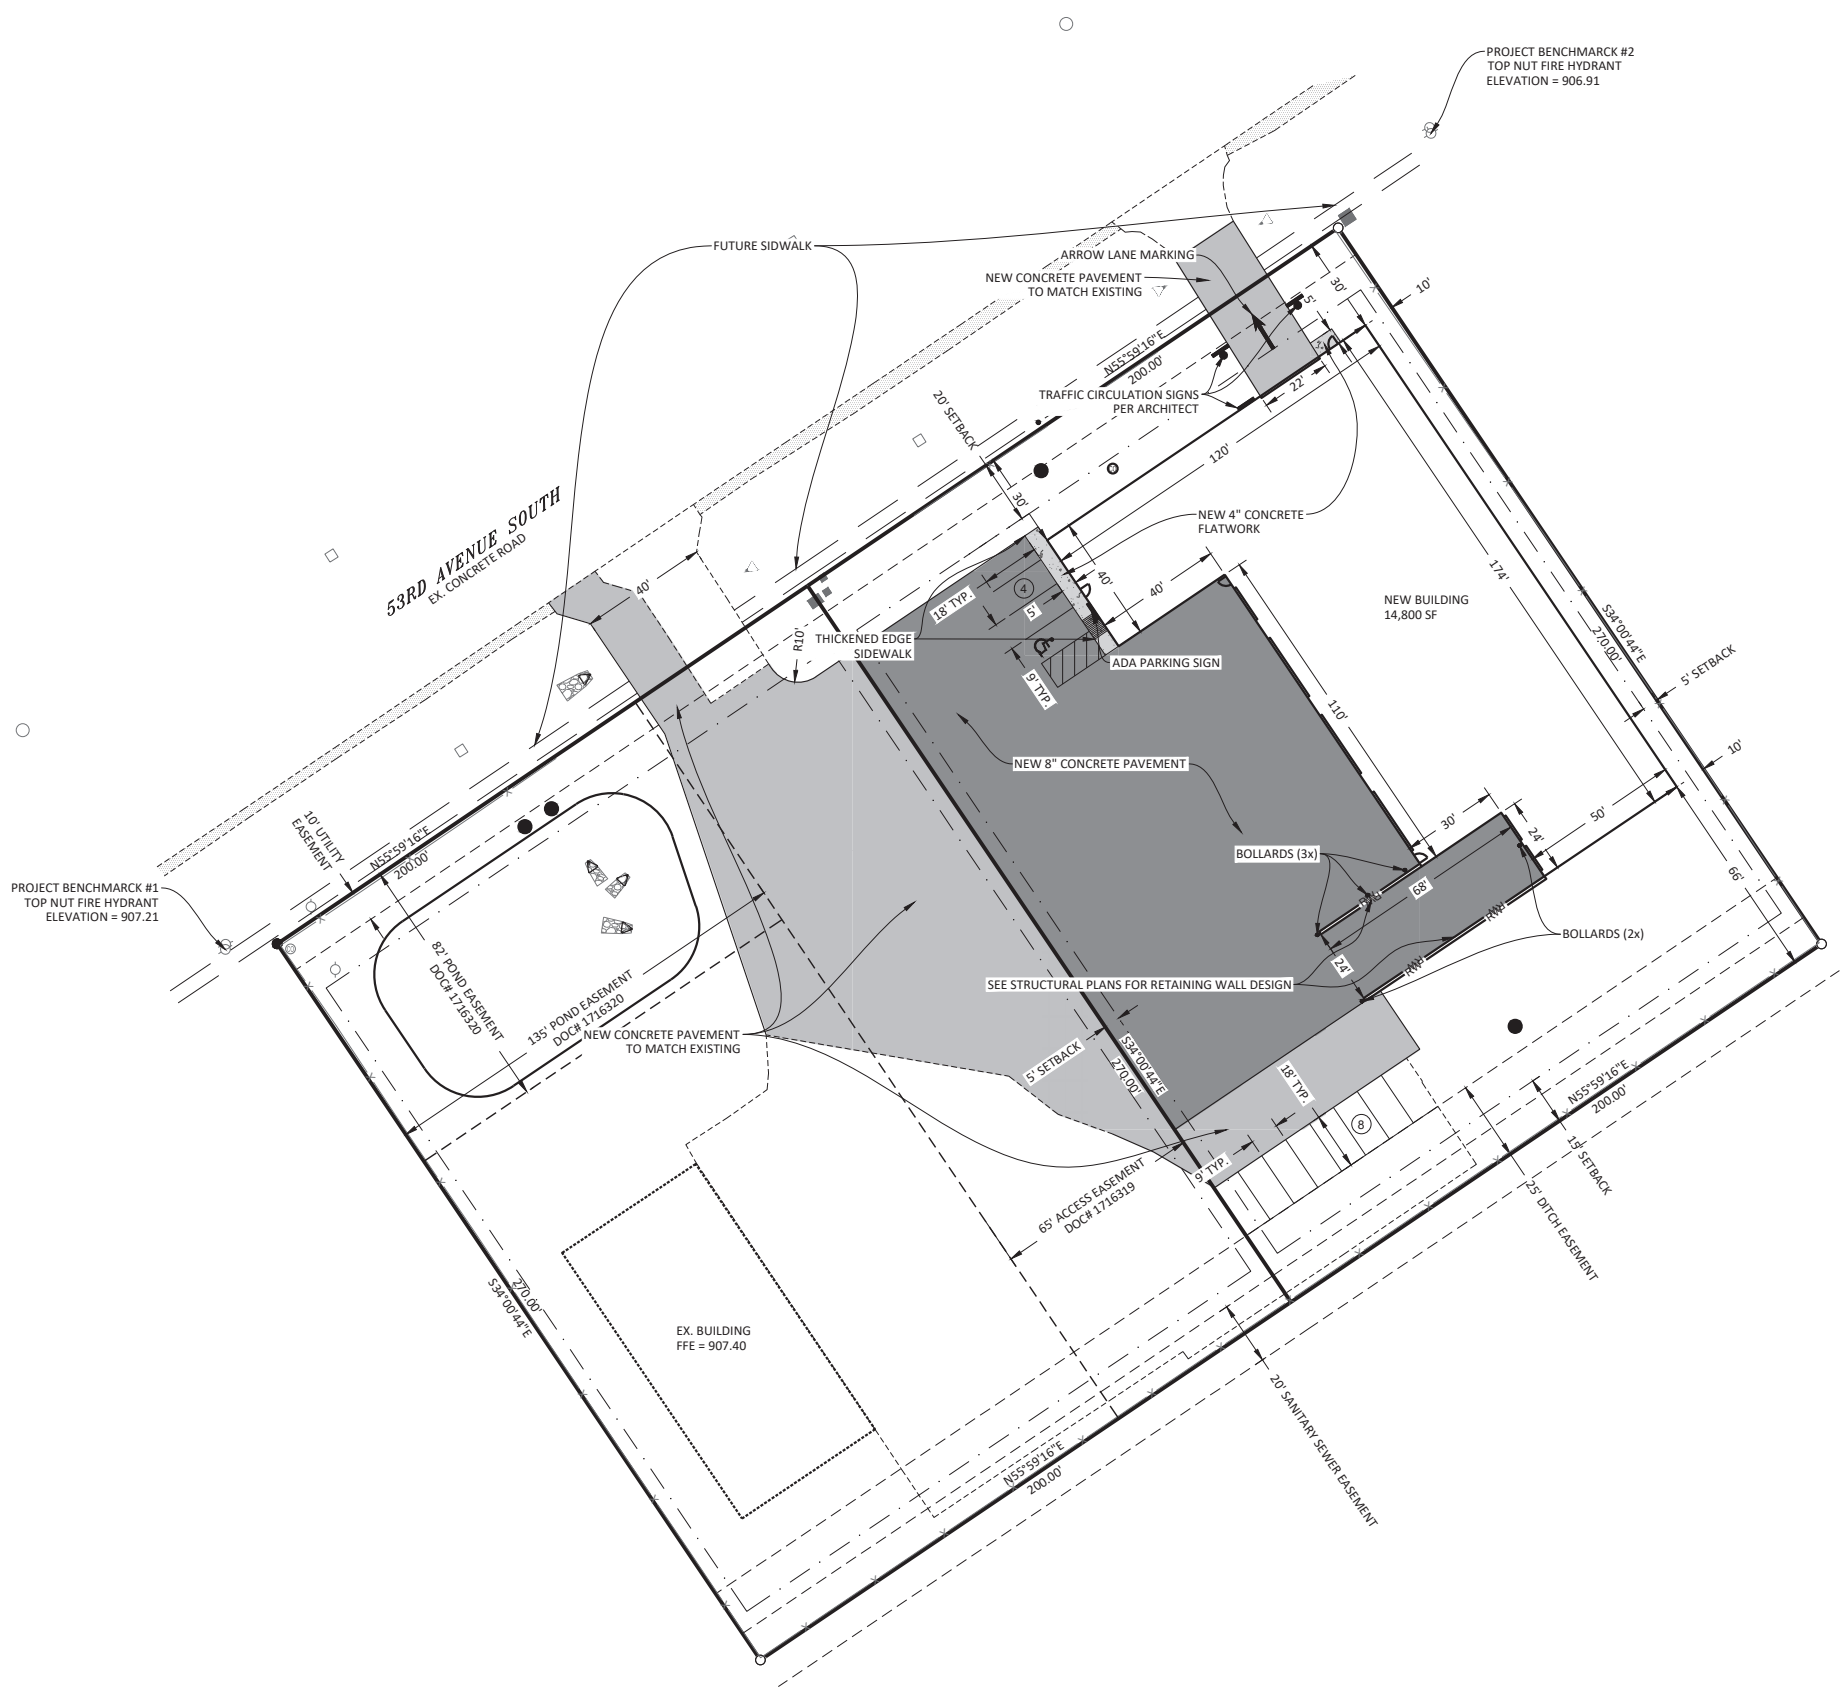 PROJECT BENCHMARCK #2
TOP NUT FIRE HYDRANT
ELEVATION = 906.91
FUTURE SIDWALK
ARROW LANE MARKING
NEW CONCRETE PAVEMENT
TO MATCH EXISTING
30'
10'
5'
N55°59'16"E
200.00'
TRAFFIC CIRCULATION SIGNS
PER ARCHITECT
22'
20' SETBACK
120'
30'
NEW 4" CONCRETE
FLATWORK
53RD AVENUE SOUTH
EX. CONCRETE ROAD
40'
18' TYP.
4
5'
40'
40'
174'
NEW BUILDING
14,800 SF
S34°00'44"E
270.00'
R10'
THICKENED EDGE
SIDEWALK
ADA PARKING SIGN
9' TYP.
5' SETBACK
110'
NEW 8" CONCRETE PAVEMENT
10'
10' UTILITY
EASEMENT
N55°59'16"E
200.00'
30'
24'
50'
BOLLARDS (3x)
68'
66'
PROJECT BENCHMARCK #1
TOP NUT FIRE HYDRANT
ELEVATION = 907.21
82' POND EASEMENT
DOC# 1716320
135' POND EASEMENT
DOC# 1716320
RW
RW
BOLLARDS (2x)
24'
RW
SEE STRUCTURAL PLANS FOR RETAINING WALL DESIGN
NEW CONCRETE PAVEMENT
TO MATCH EXISTING
5' SETBACK
S34°00'44"E
270.00'
18' TYP.
8
N55°59'16"E
200.00'
9' TYP.
15' SETBACK
65' ACCESS EASEMENT
DOC# 1716319
25' DITCH EASEMENT
270.00'
S34°00'44"E
EX. BUILDING
FFE = 907.40
20' SANITARY SEWER EASEMENT
N55°59'16"E
200.00'